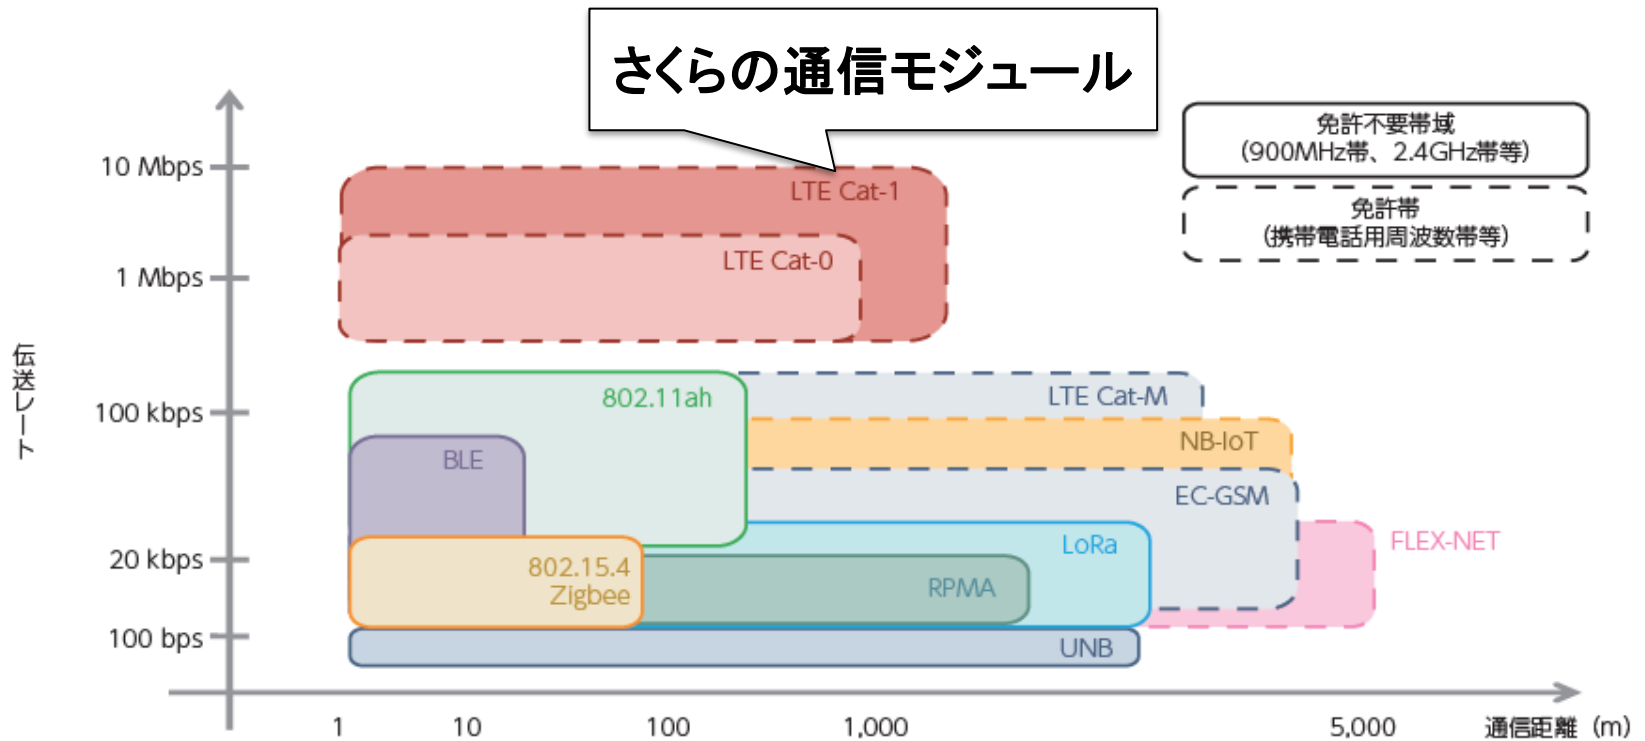 さくらの通信モジュール
免許不要帯域
(900MHz帯、2.4GHz帯等)
免許帯
(携帯電話用周波数帯等)
伝送レート
10 Mbps
1 Mbps
100 kbps
20 kbps
100 bps
LTE Cat-1
LTE Cat-0
802.11ah
LTE Cat-M
NB-IoT
BLE
EC-GSM
LoRa
FLEX-NET
802.15.4
Zigbee
RPMA
UNB
1
10
100
1,000
5,000
通信距離 (m)